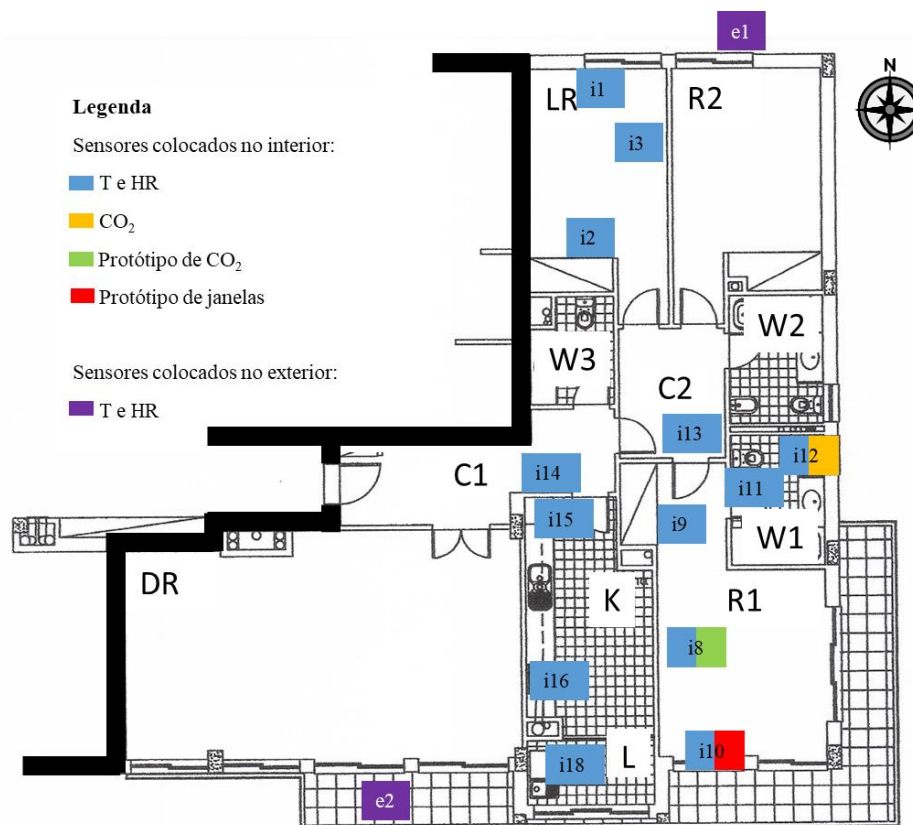 e1
N
Legenda
Sensores colocados no interior:
T e HR
CO₂
Protótipo de CO₂
Protótipo de janelas
Sensores colocados no exterior:
T e HR
LR
i1
R2
i3
i2
W3
W2
C2
i13
i12
C1
i14
i11
i15
i9
W1
DR
K
R1
i8
i16
i10
i18
L
e2